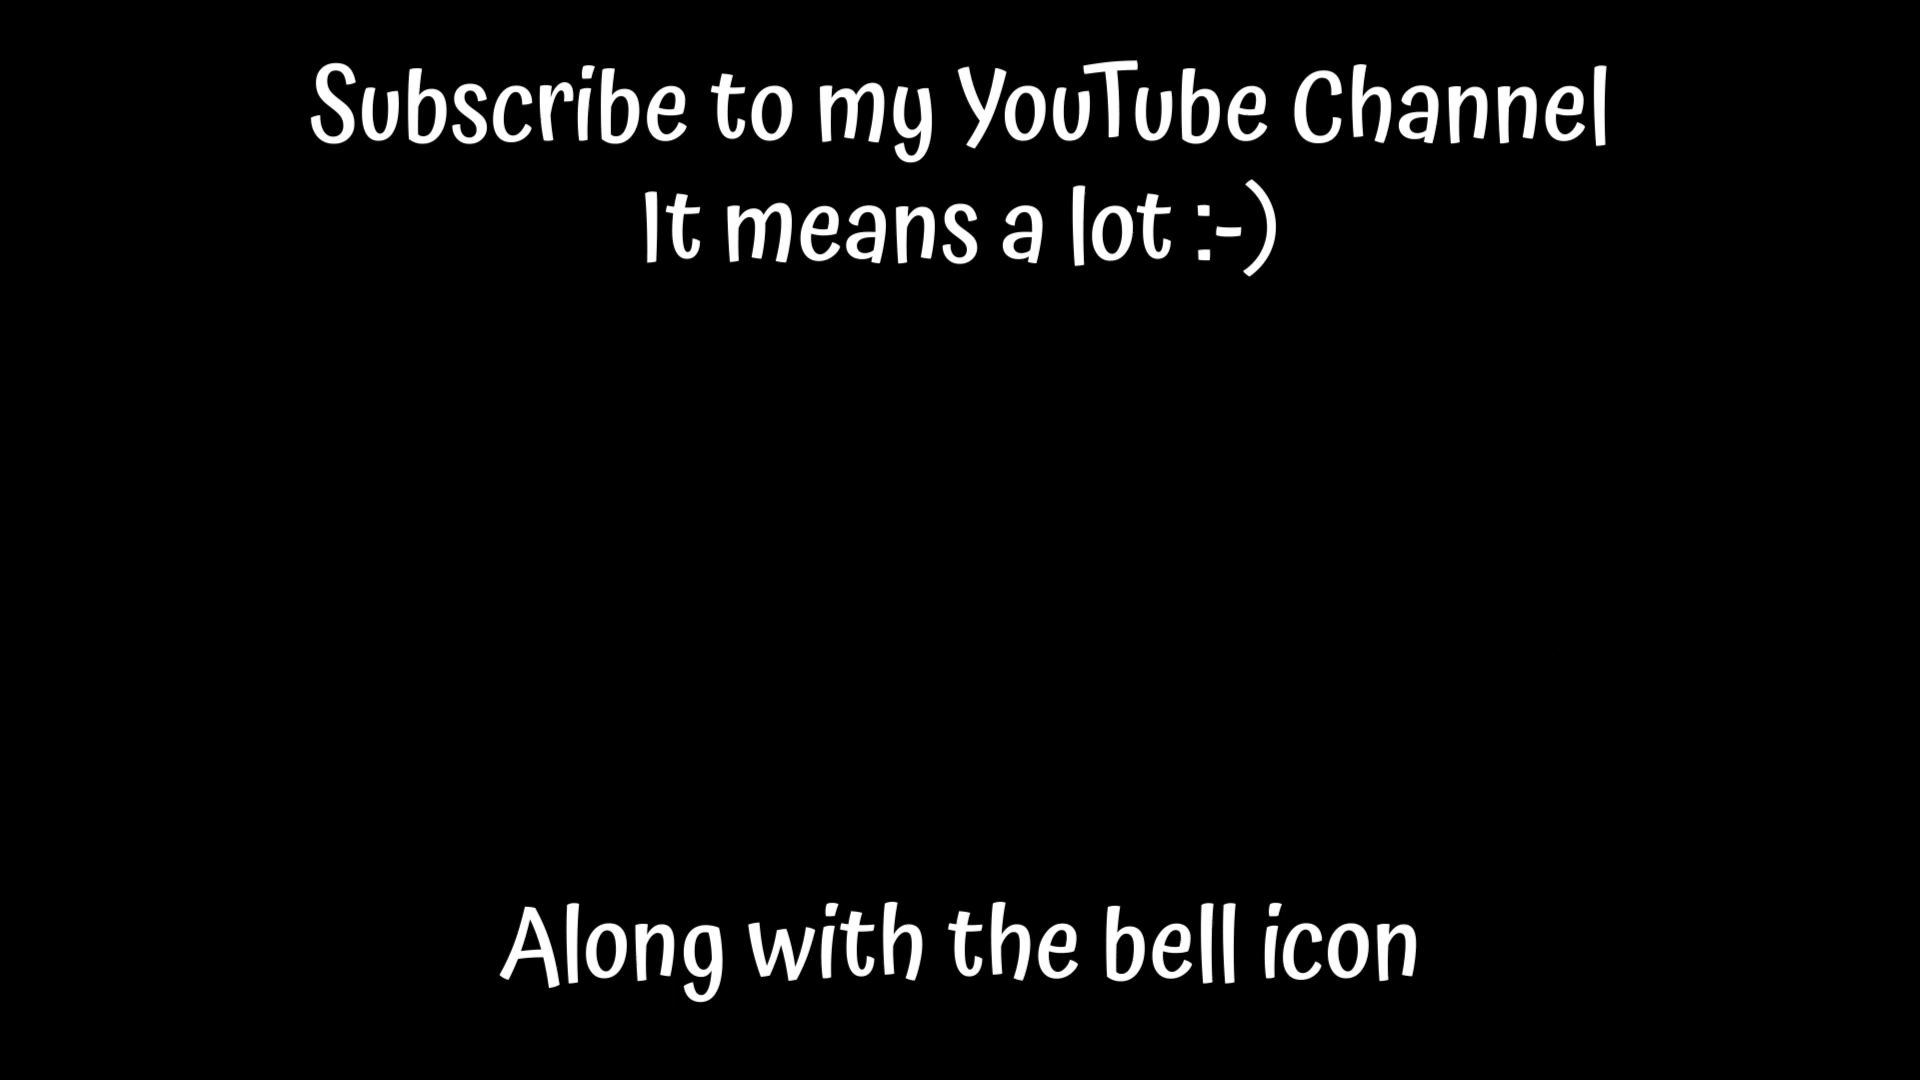 Subscribe to my YouTube Channel
It means a lot :-)
Along with the bell icon